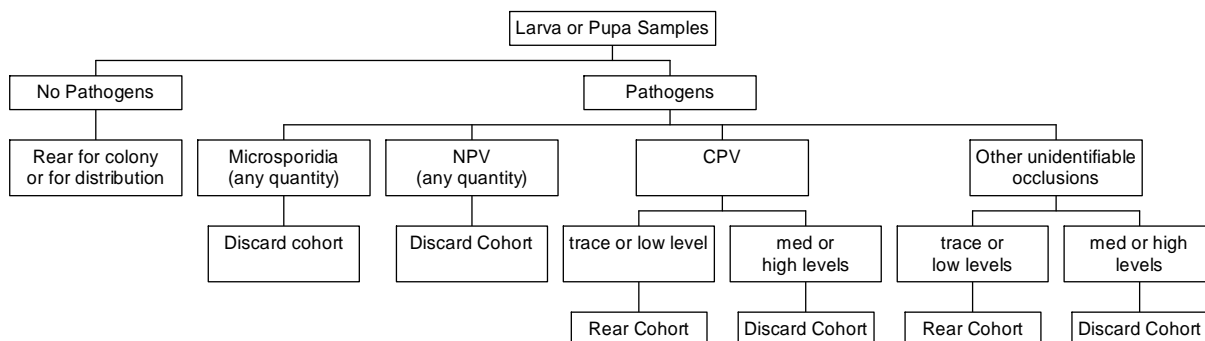 Larva or Pupa Samples
No Pathogens
Pathogens
Rear for colony
or for distribution
Microsporidia
(any quantity)
NPV
(any quantity)
CPV
Other unidentifiable
occlusions
Discard cohort
Discard Cohort
trace or low level
med or
high levels
trace or
low levels
med or high
levels
Rear Cohort
Discard Cohort
Rear Cohort
Discard Cohort